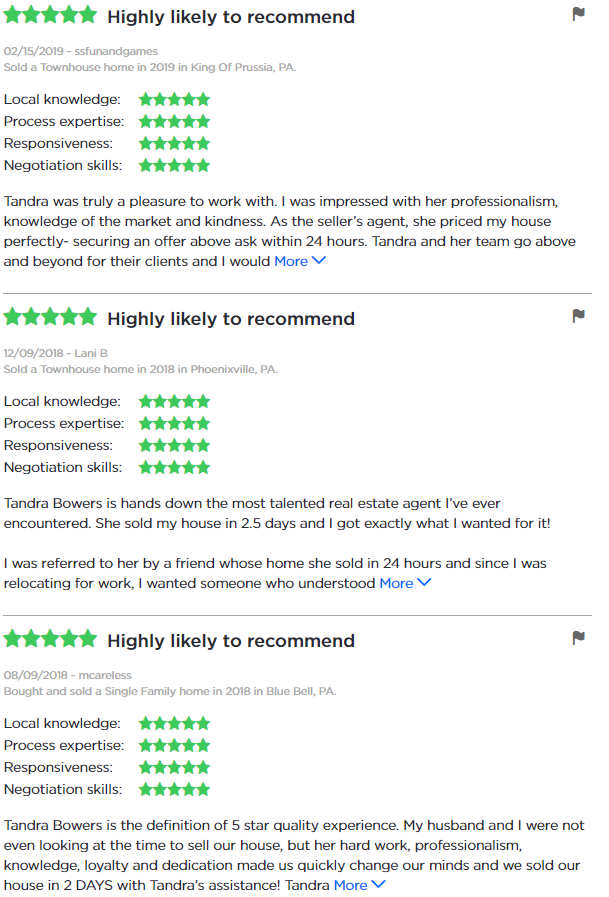 Highly likely to recommend
02/15/2019 - ssfunandgames
Sold a Townhouse home in 2019 in King Of Prussia, PA.
Local knowledge:
Process expertise:
Responsiveness:
Negotiation skills:
Tandra was truly a pleasure to work with. I was impressed with her professionalism,
knowledge of the market and kindness. As the seller's agent, she priced my house
perfectly- securing an offer above ask within 24 hours. Tandra and her team go above
and beyond for their clients and I would More
Highly likely to recommend
12/09/2018 - Lani B
Sold a Townhouse home in 2018 in Phoenixville, PA.
Local knowledge:
Process expertise:
Responsiveness:
Negotiation skills:
Tandra Bowers is hands down the most talented real estate agent I've ever
encountered. She sold my house in 2.5 days and I got exactly what I wanted for it!
I was referred to her by a friend whose home she sold in 24 hours and since I was
relocating for work, I wanted someone who understood More
Highly likely to recommend
08/09/2018 - mcareless
Bought and sold a Single Family home in 2018 in Blue Bell, PA.
Local knowledge:
Process expertise:
Responsiveness:
Negotiation skills:
Tandra Bowers is the definition of 5 star quality experience. My husband and I were not
even looking at the time to sell our house, but her hard work, professionalism,
knowledge, loyalty and dedication made us quickly change our minds and we sold our
house in 2 DAYS with Tandra's assistance! Tandra More